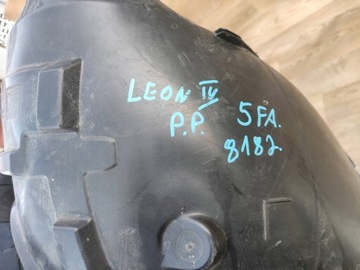 LEON IV
P.P. 5FA.
8182.